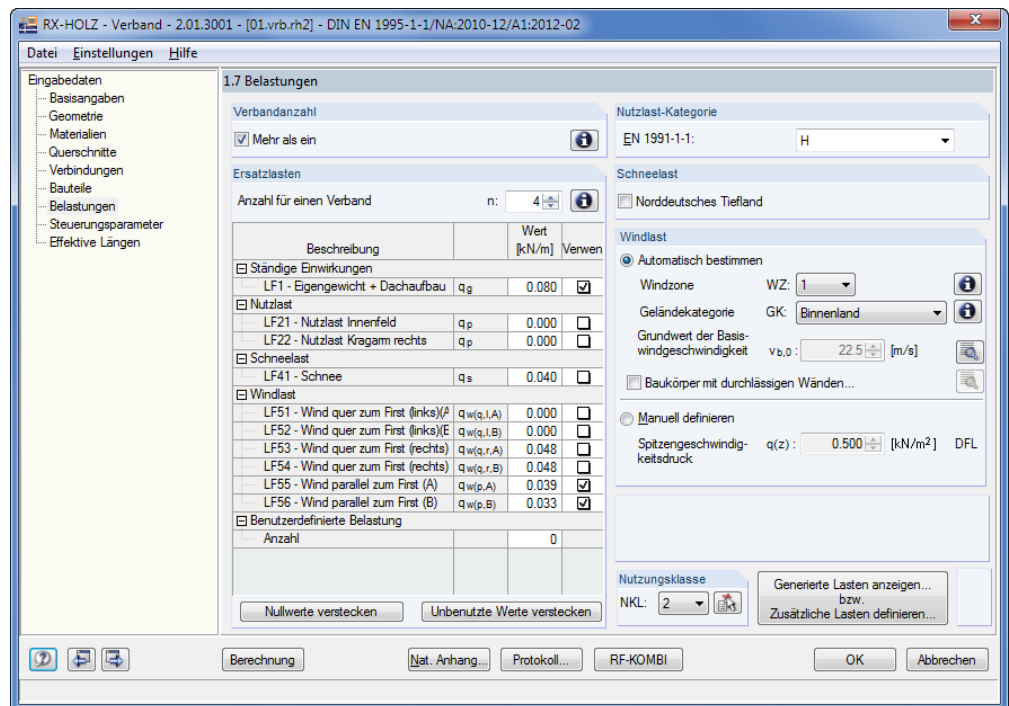 RX-HOLZ - Verband - 2.01.3001 - [01.vrb.rh2] - DIN EN 1995-1-1/NA:2010-12/A1:2012-02
Datei Einstellungen Hilfe
Eingabedaten
Basisangaben
Geometrie
Materialien
Querschnitte
Verbindungen
Bauteile
Belastungen
Steuerungsparameter
Effektive Längen
1.7 Belastungen
Verbandanzahl
Mehr als ein
Ersatzlasten
Anzahl für einen Verband n: 4
Wert
Beschreibung [kN/m] Verwen
Ständige Einwirkungen
LF1 - Eigengewicht + Dachaufbau qg 0.080
Nutzlast
LF21 - Nutzlast Innenfeld qp 0.000
LF22 - Nutzlast Kragarm rechts qp 0.000
Schneelast
LF41 - Schnee qs 0.040
Windlast
LF51 - Wind quer zum First (links)(A qw(q,l,A) 0.000
LF52 - Wind quer zum First (links)(E qw(q,l,B) 0.000
LF53 - Wind quer zum First (rechts) qw(q,r,A) 0.048
LF54 - Wind quer zum First (rechts) qw(q,r,B) 0.048
LF55 - Wind parallel zum First (A) qw(p,A) 0.039
LF56 - Wind parallel zum First (B) qw(p,B) 0.033
Benutzerdefinierte Belastung
Anzahl 0
Nullwerte verstecken Unbenutzte Werte verstecken
Nutzlast-Kategorie
EN 1991-1-1: H
Schneelast
Norddeutsches Tiefland
Windlast
Automatisch bestimmen
Windzone WZ: 1
Geländekategorie GK: Binnenland
Grundwert der Basis-
windgeschwindigkeit vb,0 : 22.5 [m/s]
Baukörper mit durchlässigen Wänden...
Manuell definieren
Spitzengeschwindig- q(z) : 0.500 [kN/m²] DFL
keitsdruck
Nutzungsklasse
NKL: 2
Generierte Lasten anzeigen...
bzw.
Zusätzliche Lasten definieren...
Berechnung Nat. Anhang... Protokoll... RF-KOMBI OK Abbrechen